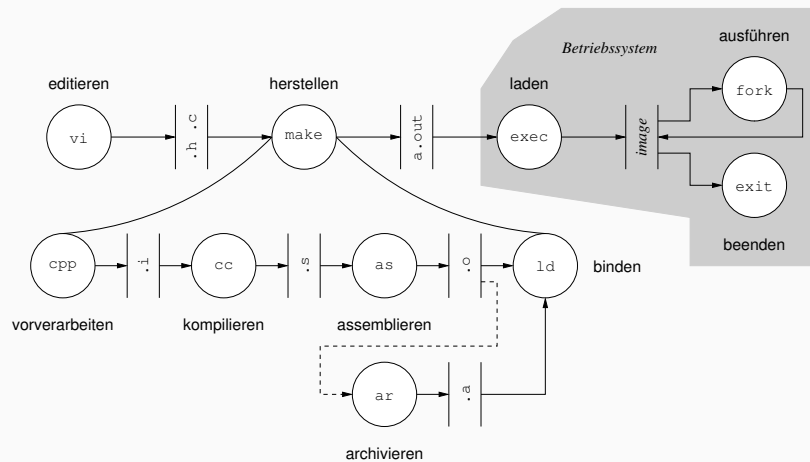 Betriebssystem
ausführen
editieren
herstellen
laden
vi
.h .c
make
a.out
exec
image
fork
exit
beenden
cpp
.i
cc
.s
as
.o
ld
binden
vorverarbeiten
kompilieren
assemblieren
ar
.a
archivieren